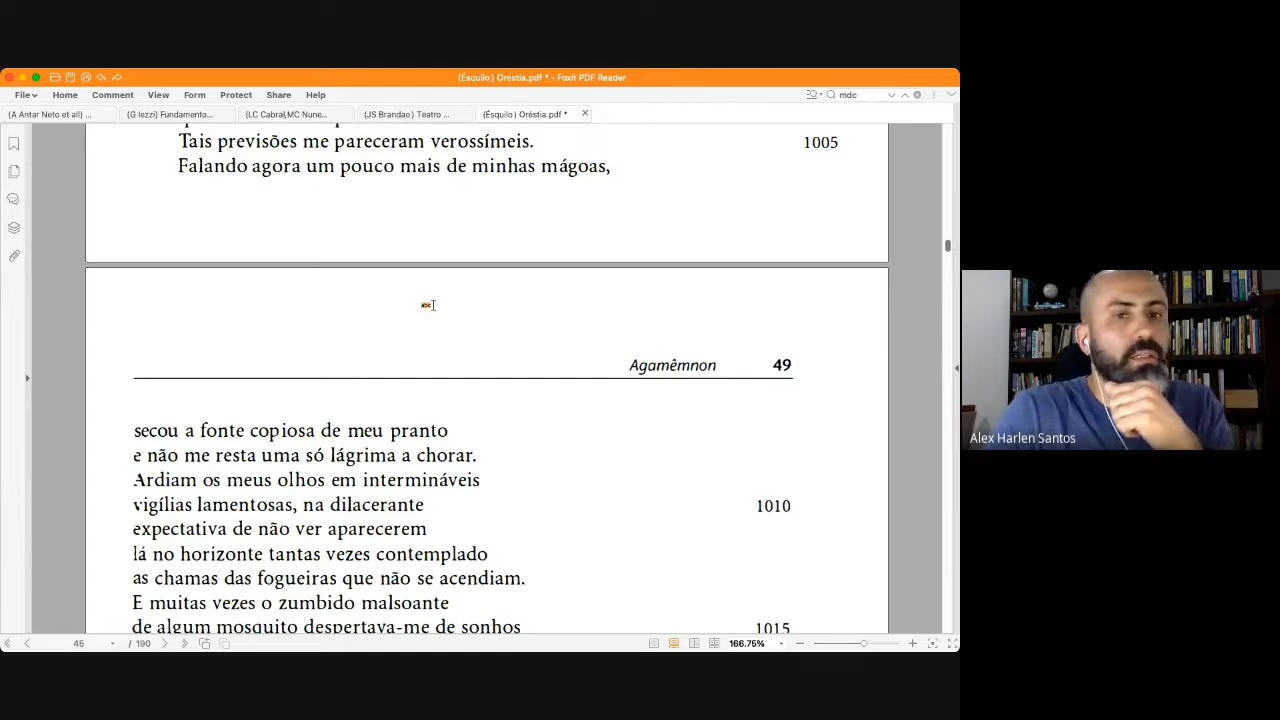 (Ésquilo) Oréstia.pdf * - Foxit PDF Reader
File Home Comment View Form Protect Share Help
mdc
(A Antar Neto et all) ... (G Iezzi) Fundamento... (LC Cabral,MC Nune... (JS Brandao) Teatro ... (Ésquilo) Oréstia.pdf *
Tais previsões me pareceram verossímeis. 1005
Falando agora um pouco mais de minhas mágoas,
Agamêmnon 49
secou a fonte copiosa de meu pranto
e não me resta uma só lágrima a chorar.
Ardiam os meus olhos em intermináveis
vigílias lamentosas, na dilacerante 1010
expectativa de não ver aparecerem
lá no horizonte tantas vezes contemplado
as chamas das fogueiras que não se acendiam.
E muitas vezes o zumbido malsoante
de algum mosquito despertava-me de sonhos 1015
45 / 190 166.75%
Alex Harlen Santos